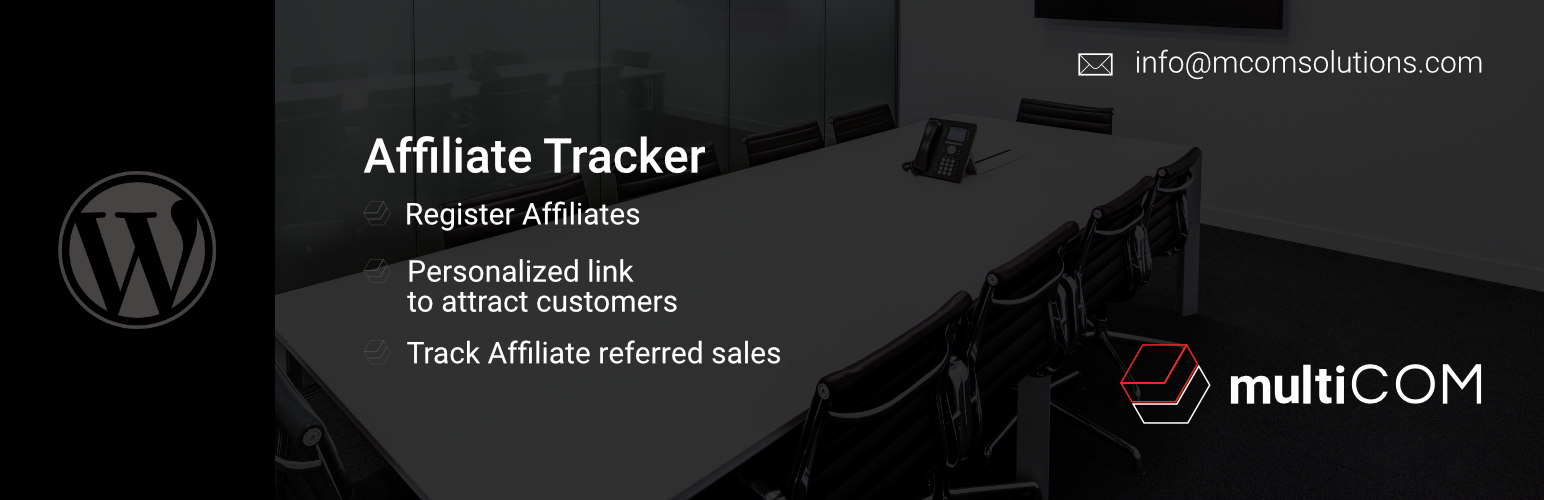 info@mcomsolutions.com
Affiliate Tracker
Register Affiliates
Personalized link
to attract customers
Track Affiliate referred sales
multiCOM